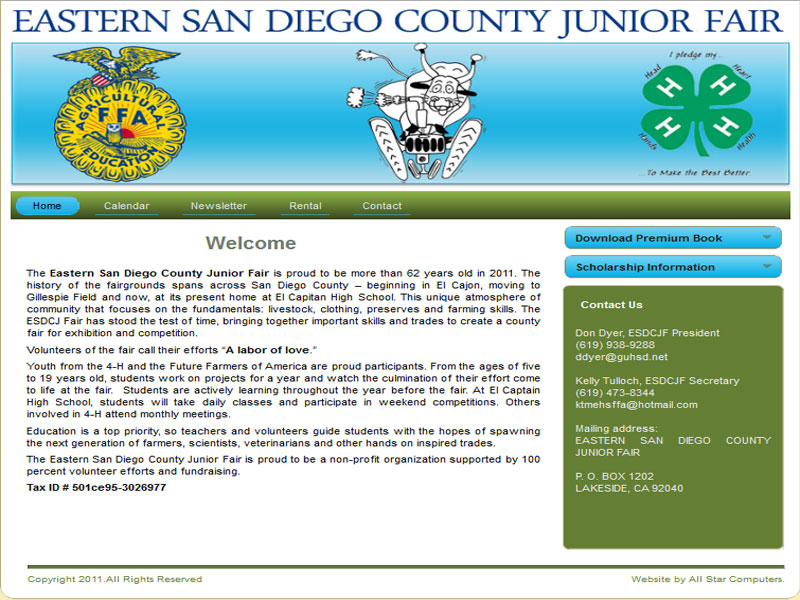 EASTERN SAN DIEGO COUNTY JUNIOR FAIR
AGRICULTURAL
FFA
EDUCATION
I pledge my...
Head
Heart
H H
H H
Hands
Health
...To Make the Best Better.
Home
Calendar
Newsletter
Rental
Contact
Welcome
The Eastern San Diego County Junior Fair is proud to be more than 62 years old in 2011. The
history of the fairgrounds spans across San Diego County – beginning in El Cajon, moving to
Gillespie Field and now, at its present home at El Capitan High School. This unique atmosphere of
community that focuses on the fundamentals: livestock, clothing, preserves and farming skills. The
ESDCJ Fair has stood the test of time, bringing together important skills and trades to create a county
fair for exhibition and competition.
Volunteers of the fair call their efforts “A labor of love.”
Youth from the 4-H and the Future Farmers of America are proud participants. From the ages of five
to 19 years old, students work on projects for a year and watch the culmination of their effort come
to life at the fair. Students are actively learning throughout the year before the fair. At El Captain
High School, students will take daily classes and participate in weekend competitions. Others
involved in 4-H attend monthly meetings.
Education is a top priority, so teachers and volunteers guide students with the hopes of spawning
the next generation of farmers, scientists, veterinarians and other hands on inspired trades.
The Eastern San Diego County Junior Fair is proud to be a non-profit organization supported by 100
percent volunteer efforts and fundraising.
Tax ID # 501ce95-3026977
Download Premium Book
Scholarship Information
Contact Us
Don Dyer, ESDCJF President
(619) 938-9288
ddyer@guhsd.net
Kelly Tulloch, ESDCJF Secretary
(619) 473-8344
ktmehsffa@hotmail.com
Mailing address:
EASTERN SAN DIEGO COUNTY
JUNIOR FAIR
P. O. BOX 1202
LAKESIDE, CA 92040
Copyright 2011.All Rights Reserved
Website by All Star Computers.